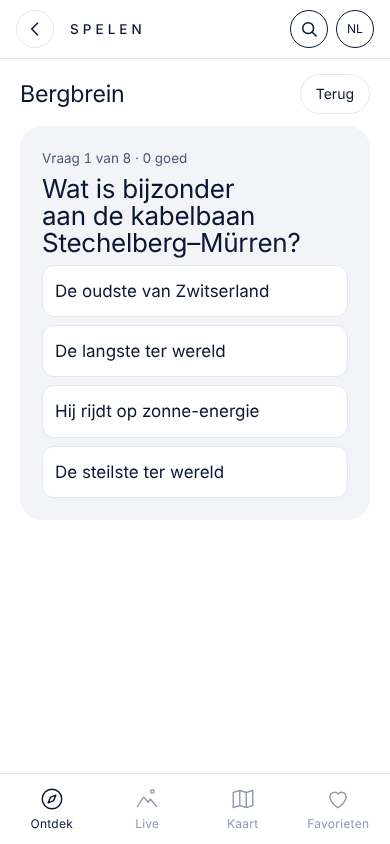 SPELEN
NL
Bergbrein
Terug
Vraag 1 van 8 · 0 goed
Wat is bijzonder
aan de kabelbaan
Stechelberg–Mürren?
De oudste van Zwitserland
De langste ter wereld
Hij rijdt op zonne-energie
De steilste ter wereld
Ontdek
Live
Kaart
Favorieten